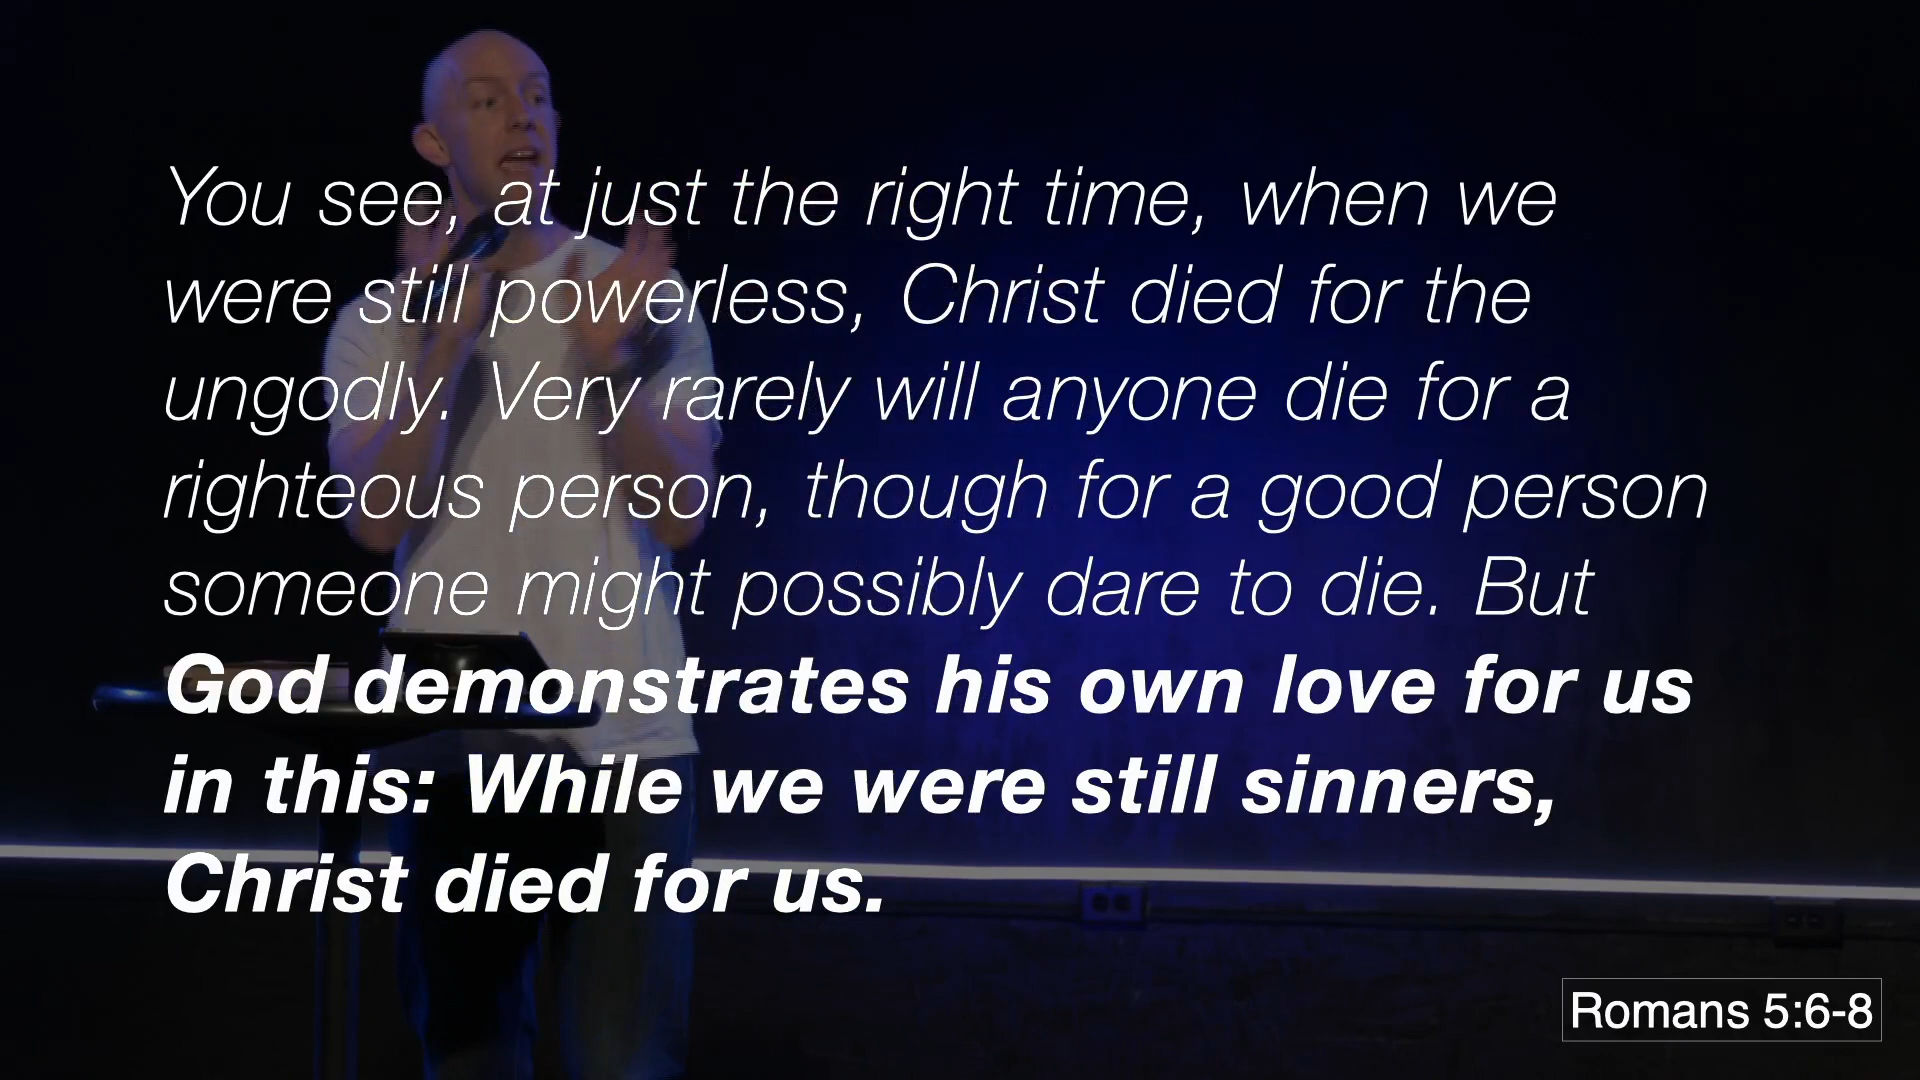 You see, at just the right time, when we
were still powerless, Christ died for the
ungodly. Very rarely will anyone die for a
righteous person, though for a good person
someone might possibly dare to die. But
God demonstrates his own love for us
in this: While we were still sinners,
Christ died for us.
Romans 5:6-8